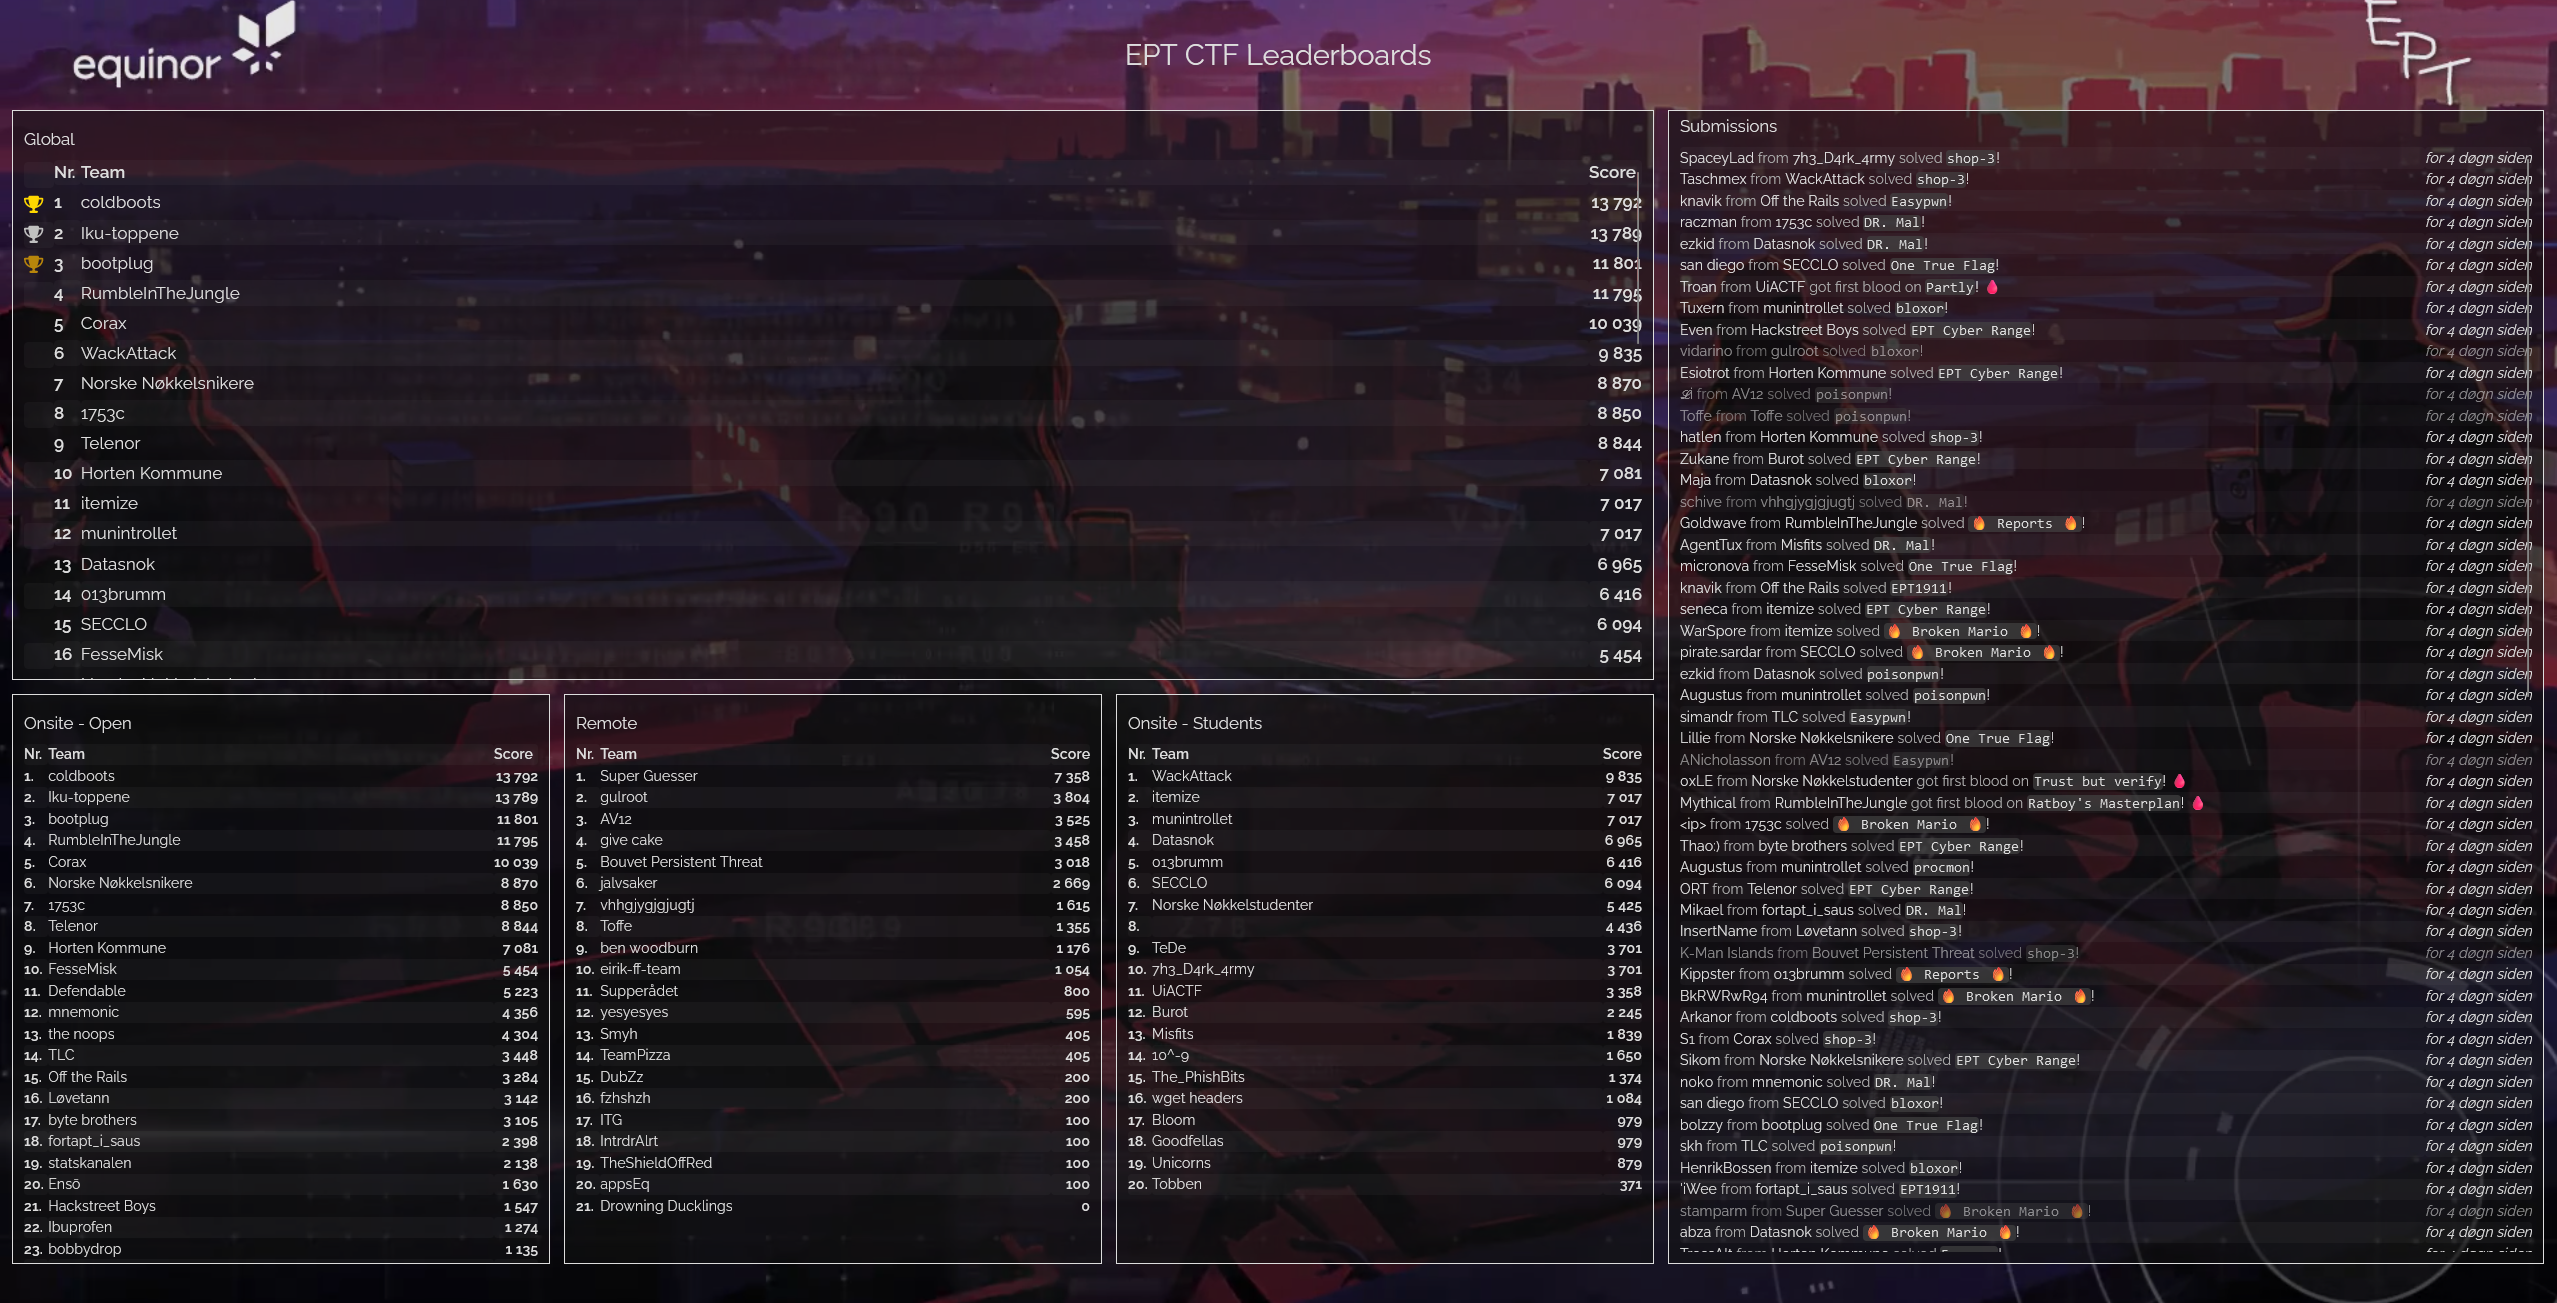 equinor
EPT CTF Leaderboards
EPT
Global
Nr. Team Score
1 coldboots 13 792
2 Iku-toppene 13 789
3 bootplug 11 801
4 RumbleInTheJungle 11 795
5 Corax 10 039
6 WackAttack 9 835
7 Norske Nøkkelsnikere 8 870
8 1753c 8 850
9 Telenor 8 844
10 Horten Kommune 7 081
11 itemize 7 017
12 munintrollet 7 017
13 Datasnok 6 965
14 013brumm 6 416
15 SECCLO 6 094
16 FesseMisk 5 454
Onsite - Open
Nr. Team Score
1. coldboots 13 792
2. Iku-toppene 13 789
3. bootplug 11 801
4. RumbleInTheJungle 11 795
5. Corax 10 039
6. Norske Nøkkelsnikere 8 870
7. 1753c 8 850
8. Telenor 8 844
9. Horten Kommune 7 081
10. FesseMisk 5 454
11. Defendable 5 223
12. mnemonic 4 356
13. the noops 4 304
14. TLC 3 448
15. Off the Rails 3 284
16. Løvetann 3 142
17. byte brothers 3 105
18. fortapt_i_saus 2 398
19. statskanalen 2 138
20. Ensō 1 630
21. Hackstreet Boys 1 547
22. Ibuprofen 1 274
23. bobbydrop 1 135
Remote
Nr. Team Score
1. Super Guesser 7 358
2. gulroot 3 804
3. AV12 3 525
4. give cake 3 458
5. Bouvet Persistent Threat 3 018
6. jalvsaker 2 669
7. vhhgjygjgjugtj 1 615
8. Toffe 1 355
9. ben woodburn 1 176
10. eirik-ff-team 1 054
11. Supperådet 800
12. yesyesyes 595
13. Smyh 405
14. TeamPizza 405
15. DubZz 200
16. fzhshzh 200
17. ITG 100
18. IntrdrAlrt 100
19. TheShieldOffRed 100
20. appsEq 100
21. Drowning Ducklings 0
Onsite - Students
Nr. Team Score
1. WackAttack 9 835
2. itemize 7 017
3. munintrollet 7 017
4. Datasnok 6 965
5. 013brumm 6 416
6. SECCLO 6 094
7. Norske Nøkkelstudenter 5 425
8. 4 436
9. TeDe 3 701
10. 7h3_D4rk_4rmy 3 701
11. UiACTF 3 358
12. Burot 2 245
13. Misfits 1 839
14. 10^-9 1 650
15. The_PhishBits 1 374
16. wget headers 1 084
17. Bloom 979
18. Goodfellas 979
19. Unicorns 879
20. Tobben 371
Submissions
SpaceyLad from 7h3_D4rk_4rmy solved shop-3! for 4 døgn siden
Taschmex from WackAttack solved shop-3! for 4 døgn siden
knavik from Off the Rails solved Easypwn! for 4 døgn siden
raczman from 1753c solved DR. Mal! for 4 døgn siden
ezkid from Datasnok solved DR. Mal! for 4 døgn siden
san diego from SECCLO solved One True Flag! for 4 døgn siden
Troan from UiACTF got first blood on Partly! 🩸 for 4 døgn siden
Tuxern from munintrollet solved bloxor! for 4 døgn siden
Even from Hackstreet Boys solved EPT Cyber Range! for 4 døgn siden
vidarino from gulroot solved bloxor! for 4 døgn siden
Esiotrot from Horten Kommune solved EPT Cyber Range! for 4 døgn siden
from AV12 solved poisonpwn! for 4 døgn siden
Toffe from Toffe solved poisonpwn! for 4 døgn siden
hatlen from Horten Kommune solved shop-3! for 4 døgn siden
Zukane from Burot solved EPT Cyber Range! for 4 døgn siden
Maja from Datasnok solved bloxor! for 4 døgn siden
schive from vhhgjygjgjugtj solved DR. Mal! for 4 døgn siden
Goldwave from RumbleInTheJungle solved 🔥 Reports 🔥! for 4 døgn siden
AgentTux from Misfits solved DR. Mal! for 4 døgn siden
micronova from FesseMisk solved One True Flag! for 4 døgn siden
knavik from Off the Rails solved EPT1911! for 4 døgn siden
seneca from itemize solved EPT Cyber Range! for 4 døgn siden
WarSpore from itemize solved 🔥 Broken Mario 🔥! for 4 døgn siden
pirate.sardar from SECCLO solved 🔥 Broken Mario 🔥! for 4 døgn siden
ezkid from Datasnok solved poisonpwn! for 4 døgn siden
Augustus from munintrollet solved poisonpwn! for 4 døgn siden
simandr from TLC solved Easypwn! for 4 døgn siden
Lillie from Norske Nøkkelsnikere solved One True Flag! for 4 døgn siden
ANicholasson from AV12 solved Easypwn! for 4 døgn siden
oxLE from Norske Nøkkelstudenter got first blood on Trust but verify! 🩸 for 4 døgn siden
Mythical from RumbleInTheJungle got first blood on Ratboy's Masterplan! 🩸 for 4 døgn siden
&lt;ip&gt; from 1753c solved 🔥 Broken Mario 🔥! for 4 døgn siden
Thao:) from byte brothers solved EPT Cyber Range! for 4 døgn siden
Augustus from munintrollet solved procmon! for 4 døgn siden
ORT from Telenor solved EPT Cyber Range! for 4 døgn siden
Mikael from fortapt_i_saus solved DR. Mal! for 4 døgn siden
InsertName from Løvetann solved shop-3! for 4 døgn siden
K-Man Islands from Bouvet Persistent Threat solved shop-3! for 4 døgn siden
Kippster from 013brumm solved 🔥 Reports 🔥! for 4 døgn siden
BkRWRwR94 from munintrollet solved 🔥 Broken Mario 🔥! for 4 døgn siden
Arkanor from coldboots solved shop-3! for 4 døgn siden
S1 from Corax solved shop-3! for 4 døgn siden
Sikom from Norske Nøkkelsnikere solved EPT Cyber Range! for 4 døgn siden
noko from mnemonic solved DR. Mal! for 4 døgn siden
san diego from SECCLO solved bloxor! for 4 døgn siden
bolzzy from bootplug solved One True Flag! for 4 døgn siden
skh from TLC solved poisonpwn! for 4 døgn siden
HenrikBossen from itemize solved bloxor! for 4 døgn siden
'iWee from fortapt_i_saus solved EPT1911! for 4 døgn siden
stamparm from Super Guesser solved 🔥 Broken Mario 🔥! for 4 døgn siden
abza from Datasnok solved 🔥 Broken Mario 🔥! for 4 døgn siden